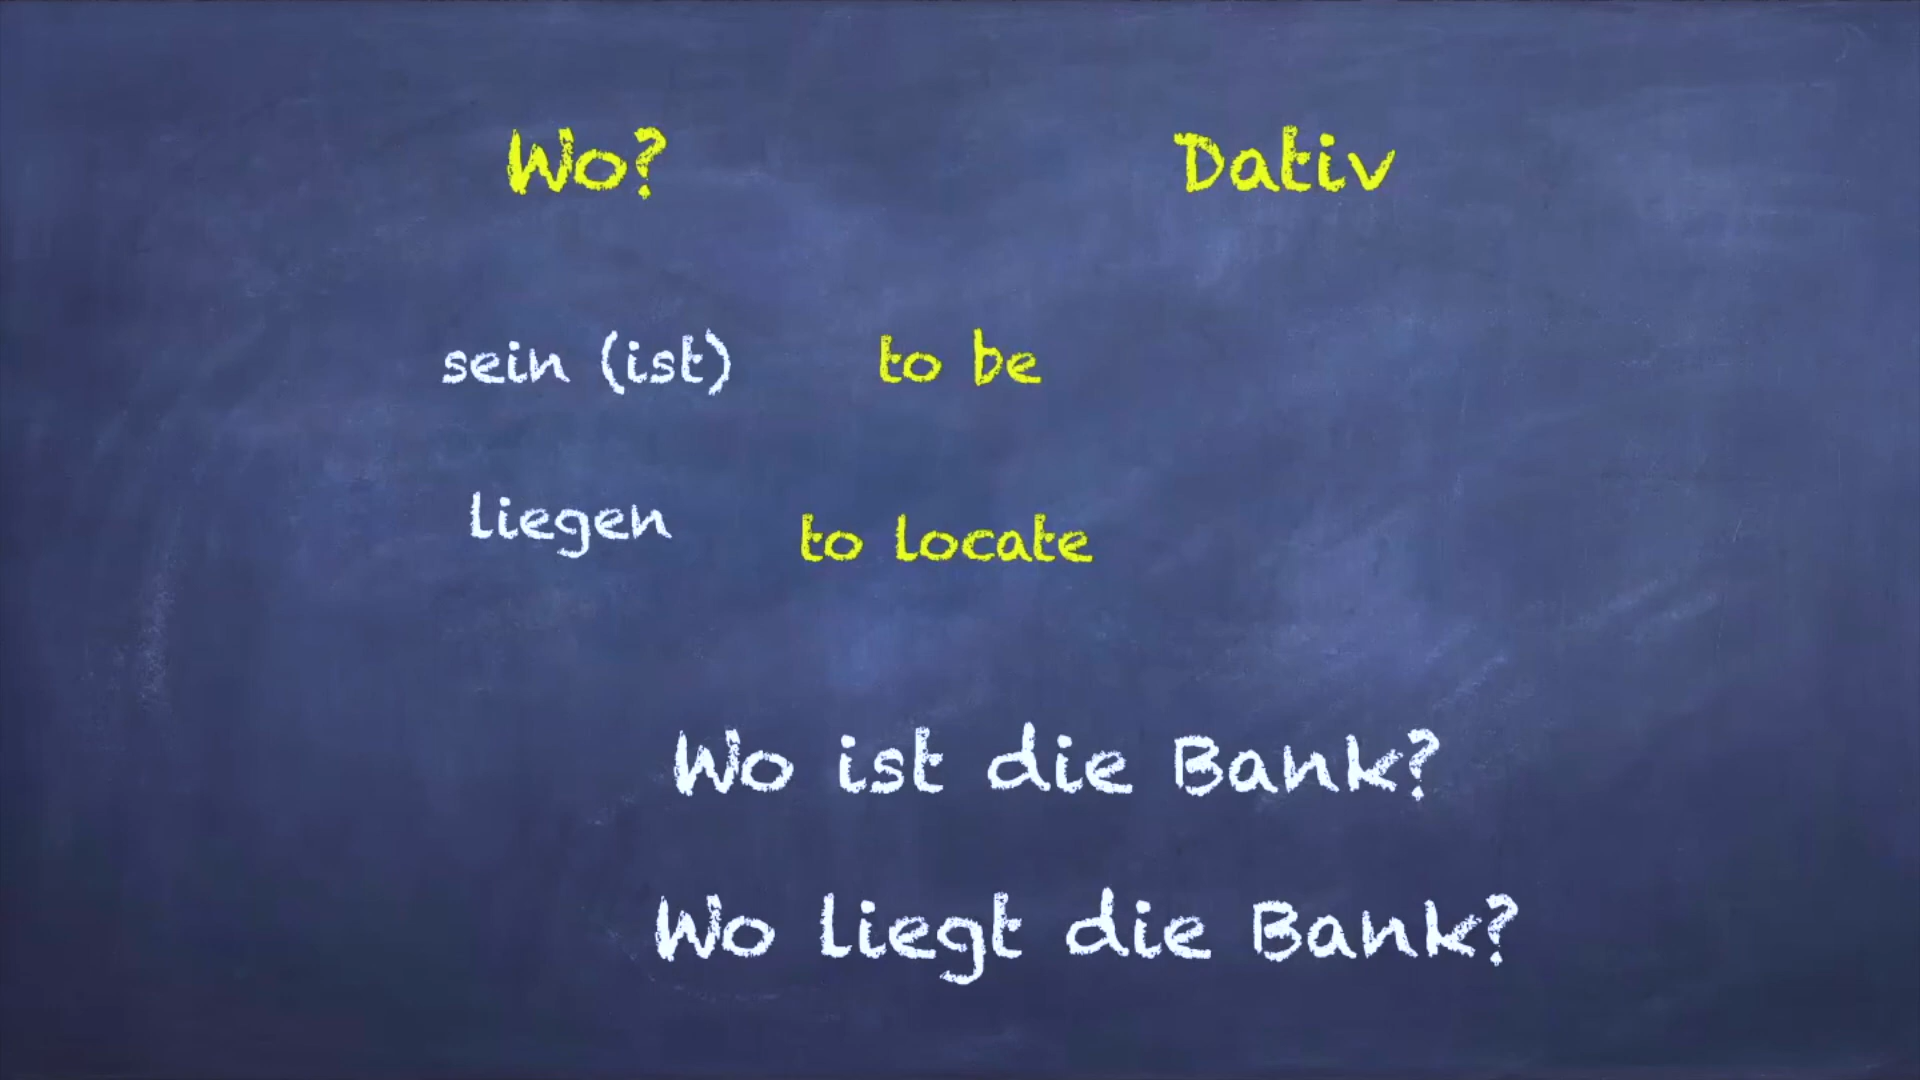 Wo? Dativ
sein (ist) to be
liegen to locate
Wo ist die Bank?
Wo liegt die Bank?